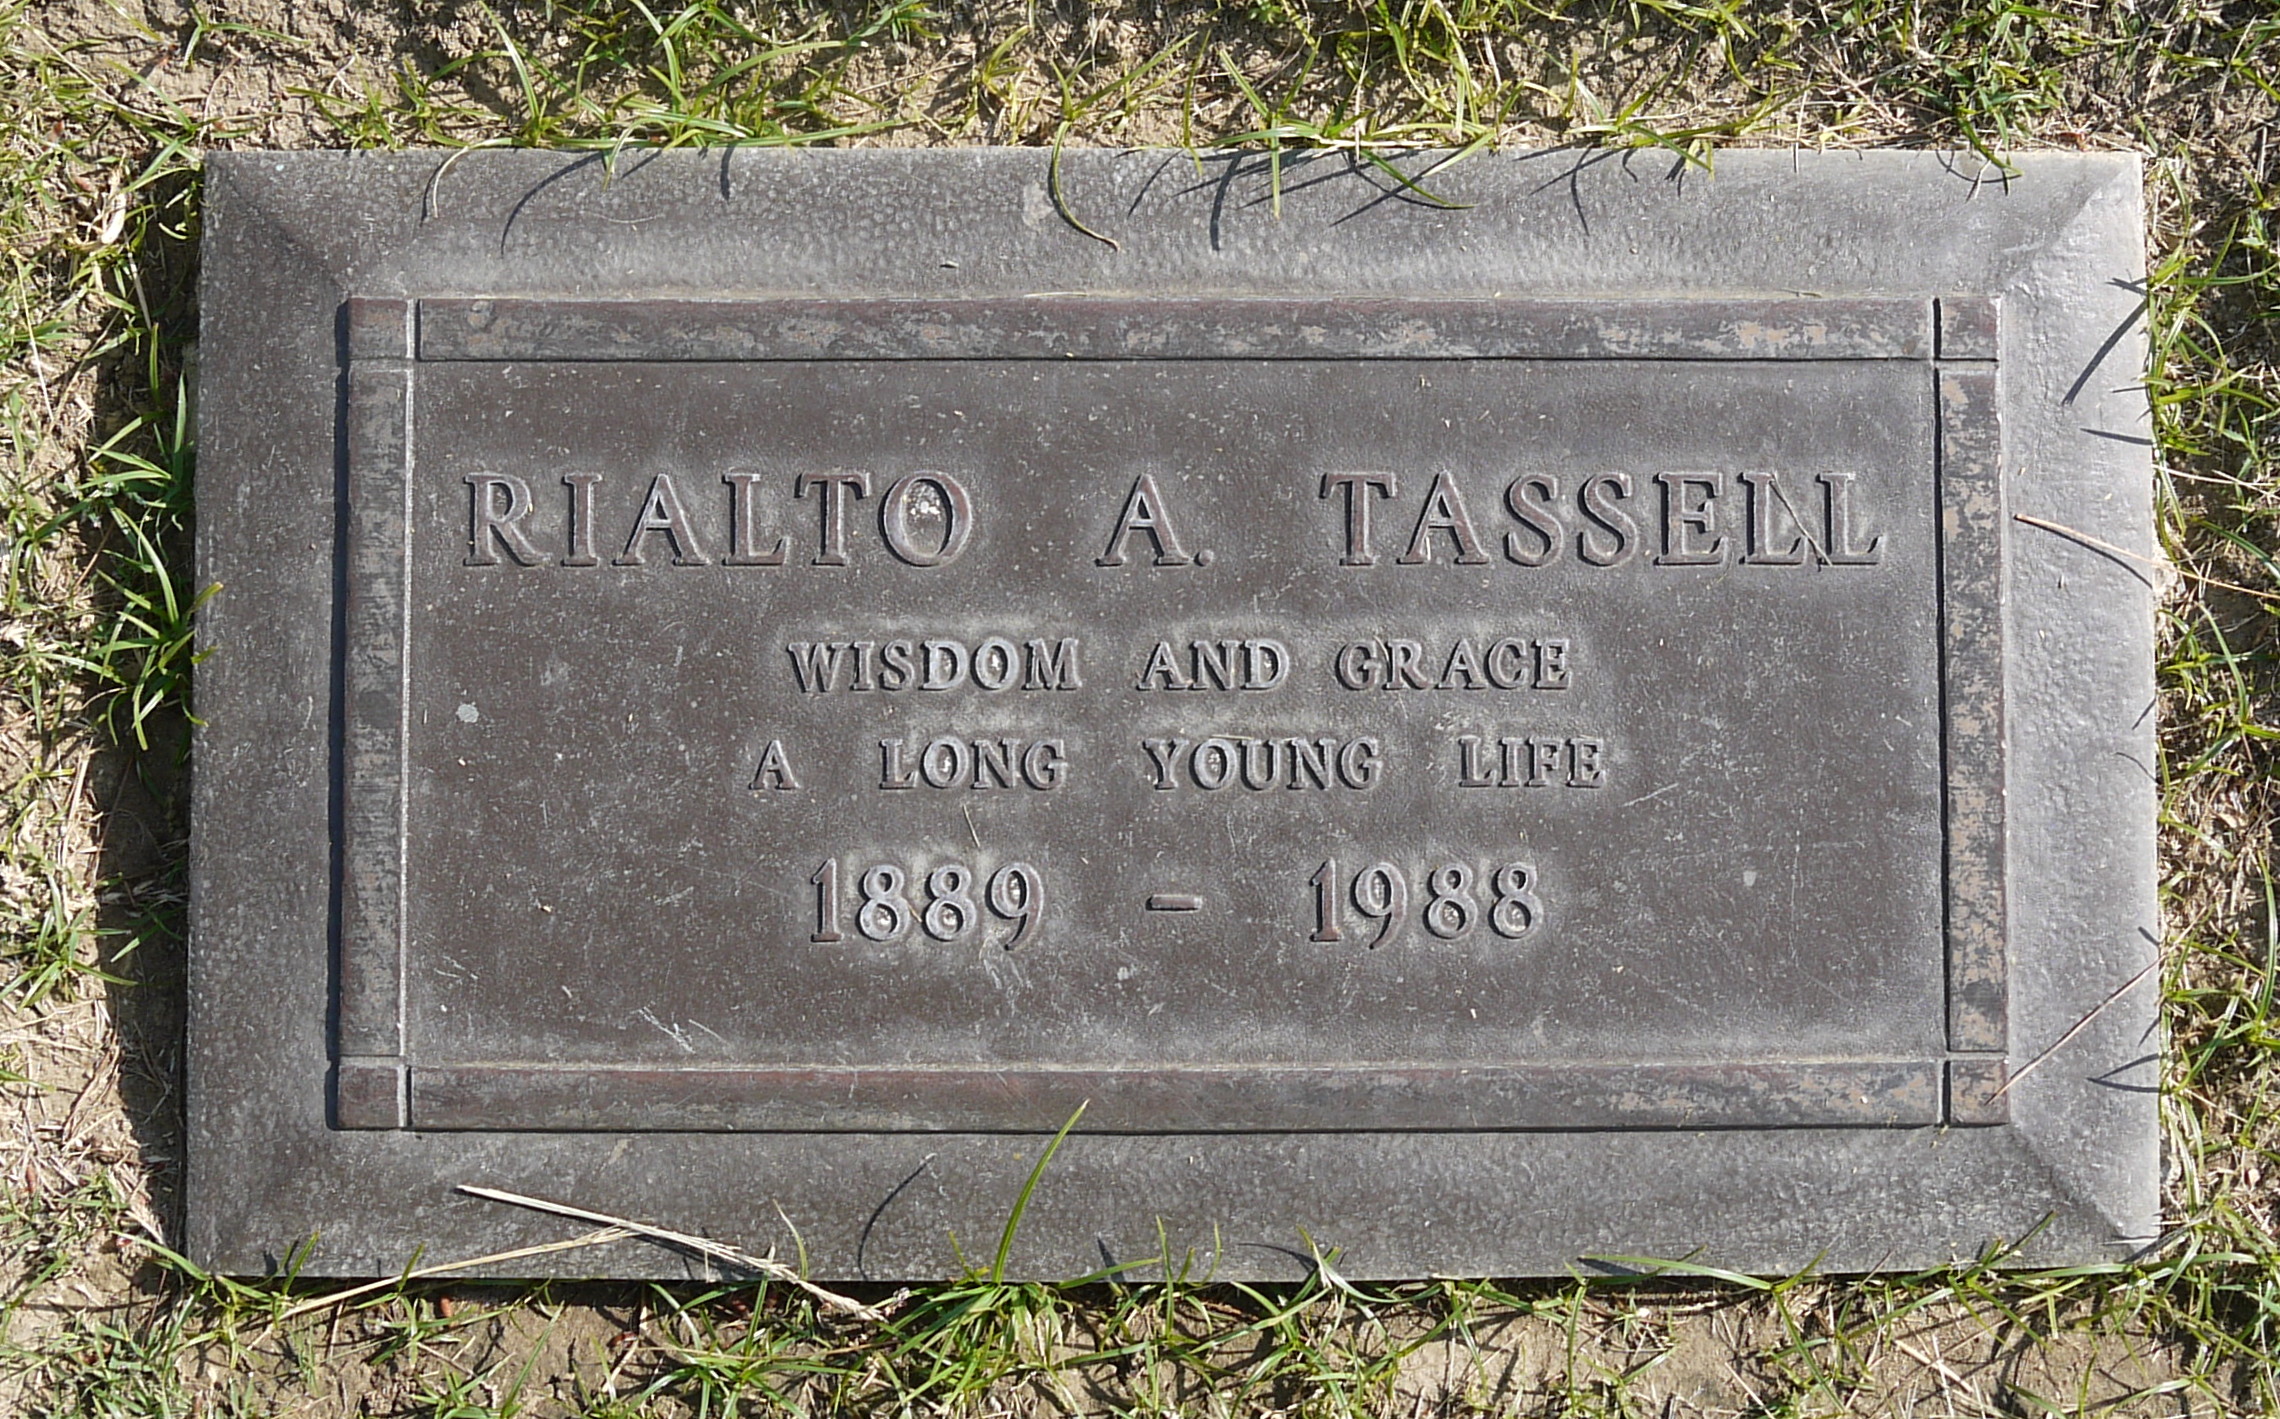 RIALTO A. TASSELL
WISDOM AND GRACE
A LONG YOUNG LIFE
1889 - 1988